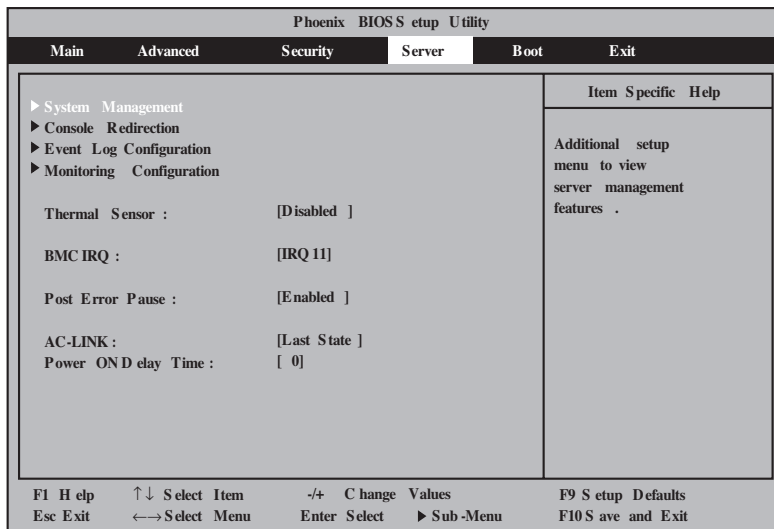 Phoenix BIOS Setup Utility
Main Advanced Security Server Boot Exit
System Management
Console Redirection
Event Log Configuration
Monitoring Configuration
Thermal Sensor : [Disabled ]
BMC IRQ : [IRQ 11]
Post Error Pause : [Enabled ]
AC-LINK : [Last State ]
Power ON Delay Time : [ 0]
Item Specific Help
Additional setup
menu to view
server management
features .
F1 Help ↑↓ Select Item -/+ Change Values F9 Setup Defaults
Esc Exit ←→ Select Menu Enter Select ▶ Sub-Menu F10 Save and Exit